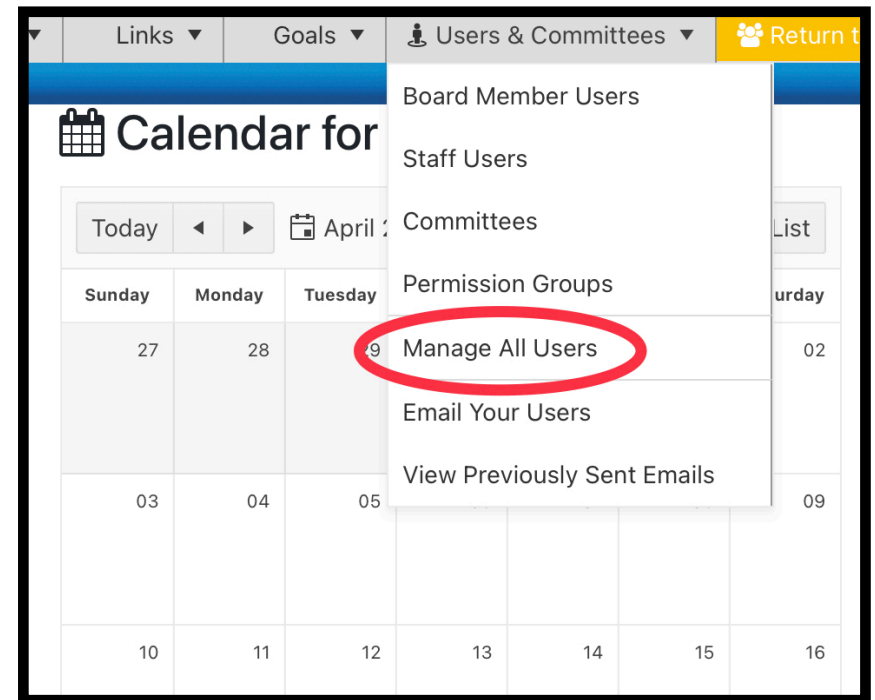 Links ▼ Goals ▼ Users & Committees ▼ Return t
Calendar for
Board Member Users
Staff Users
Committees
Permission Groups
Manage All Users
Email Your Users
View Previously Sent Emails
Today ◄ ► April List
Sunday Monday Tuesday urday
27 28 29 02
03 04 05 09
10 11 12 13 14 15 16